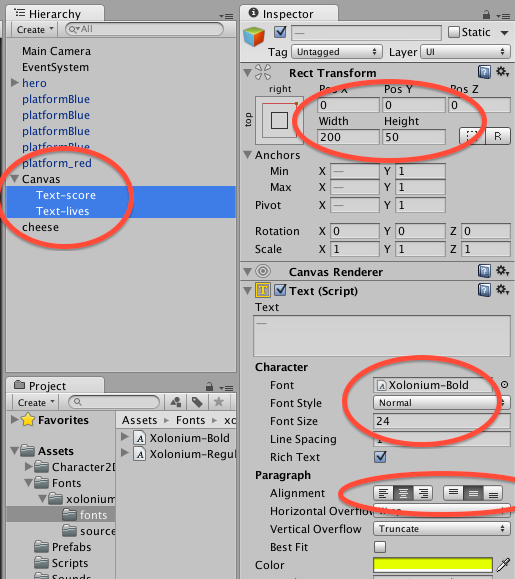 Hierarchy
Create
All
Main Camera
EventSystem
hero
platformBlue
platformBlue
platformBlue
platformBlue
platform_red
Canvas
Text-score
Text-lives
cheese
Project
Create
Favorites
Assets
Character2D
Fonts
xolonium
fonts
source
Prefabs
Scripts
Sounds
Assets
Fonts
xo
Xolonium-Bold
Xolonium-Regu
Inspector
—
Static
Tag
Untagged
Layer
UI
Rect Transform
right
top
Pos X
Pos Y
Pos Z
0
0
0
Width
Height
200
50
R
Anchors
Min X — Y 1
Max X — Y 1
Pivot X — Y 1
Rotation X 0 Y 0 Z 0
Scale X 1 Y 1 Z 1
Canvas Renderer
Text (Script)
Text
—
Character
Font
Xolonium-Bold
Font Style
Normal
Font Size
24
Line Spacing
Rich Text
Paragraph
Alignment
Horizontal Overflow
Wrap
Vertical Overflow
Truncate
Best Fit
Color